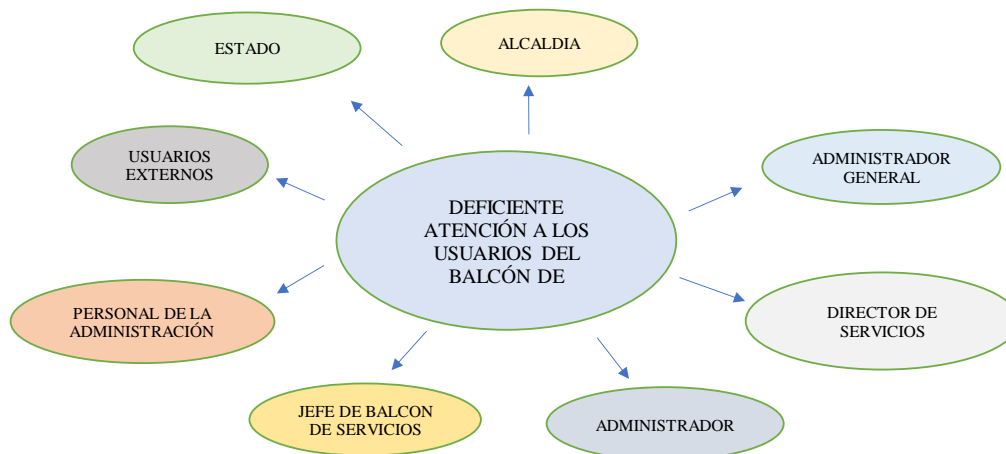 ESTADO
ALCALDIA
USUARIOS
EXTERNOS
ADMINISTRADOR
GENERAL
DEFICIENTE
ATENCIÓN A LOS
USUARIOS DEL
BALCÓN DE
PERSONAL DE LA
ADMINISTRACIÓN
DIRECTOR DE
SERVICIOS
JEFE DE BALCON
DE SERVICIOS
ADMINISTRADOR